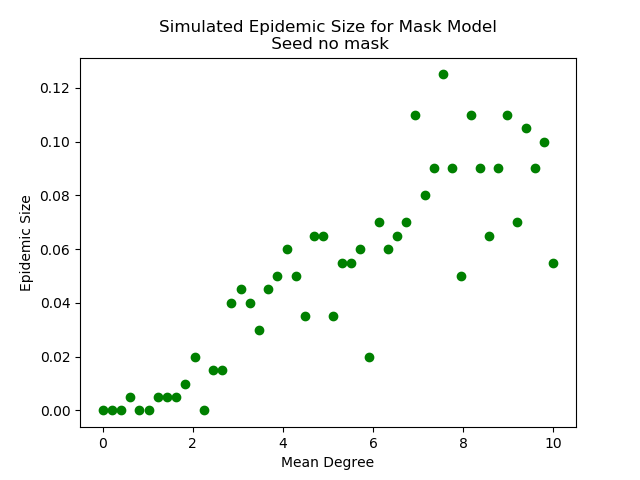 Simulated Epidemic Size for Mask Model
Seed no mask
0.12
0.10
0.08
0.06
0.04
0.02
0.00
Epidemic Size
0 2 4 6 8 10
Mean Degree